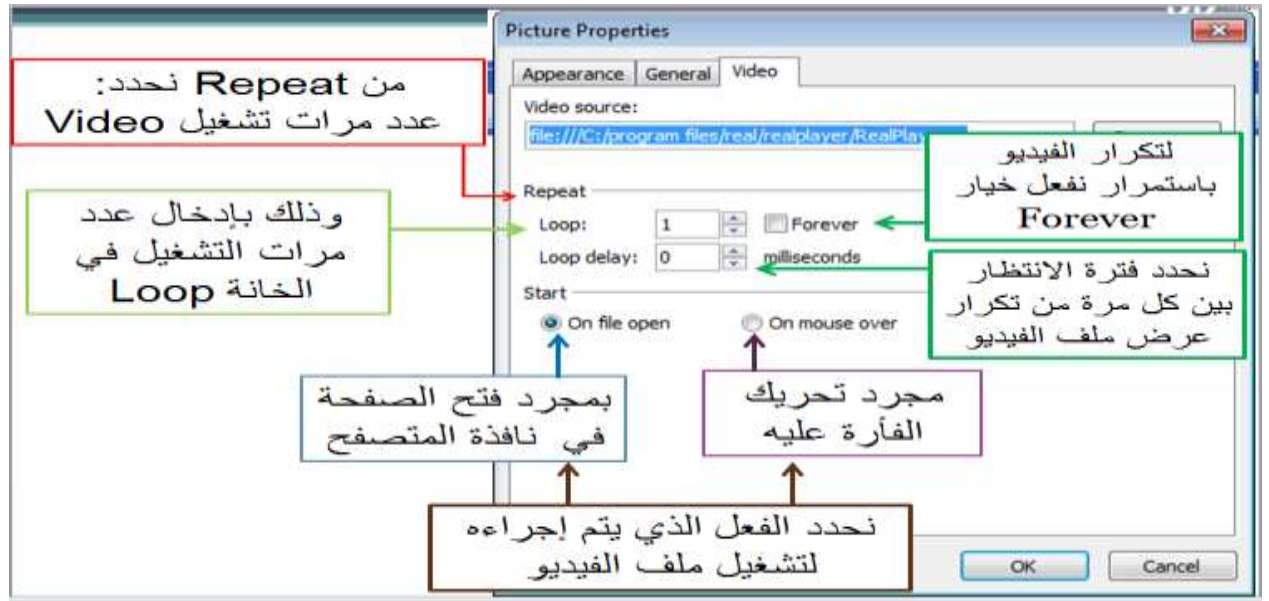 Picture Properties
Appearance General Video
Video source:
file:///C:/program files/real/realplayer/RealPlay
Repeat
Loop: 1 Forever
Loop delay: 0 milliseconds
Start
On file open On mouse over
OK Cancel
من Repeat نحدد:
عدد مرات تشغيل Video
وذلك بإدخال عدد
مرات التشغيل في
الخانة Loop
لتكرار الفيديو
باستمرار نفعل خيار
Forever
نحدد فترة الانتظار
بين كل مرة من تكرار
عرض ملف الفيديو
بمجرد فتح الصفحة
في نافذة المتصفح
مجرد تحريك
الفأرة عليه
نحدد الفعل الذي يتم إجراءه
لتشغيل ملف الفيديو